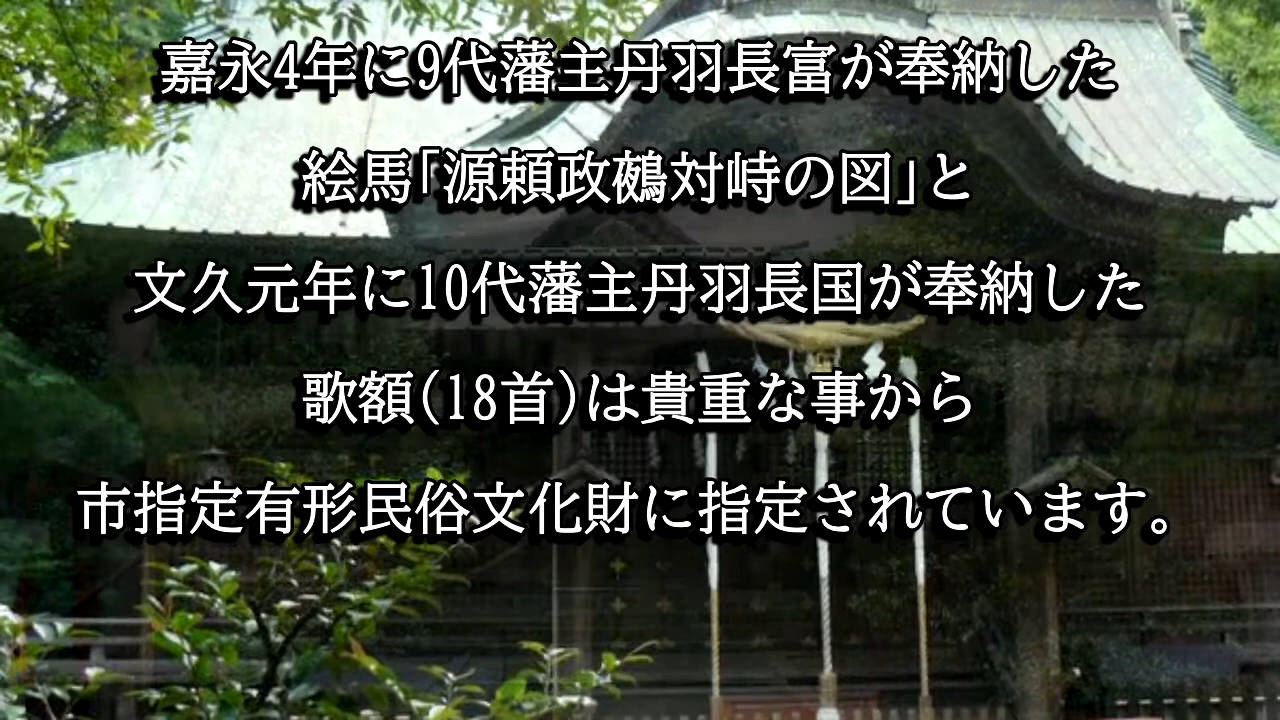 嘉永4年に9代藩主丹羽長富が奉納した
絵馬「源頼政鵺対峙の図」と
文久元年に10代藩主丹羽長国が奉納した
歌額(18首)は貴重な事から
市指定有形民俗文化財に指定されています。